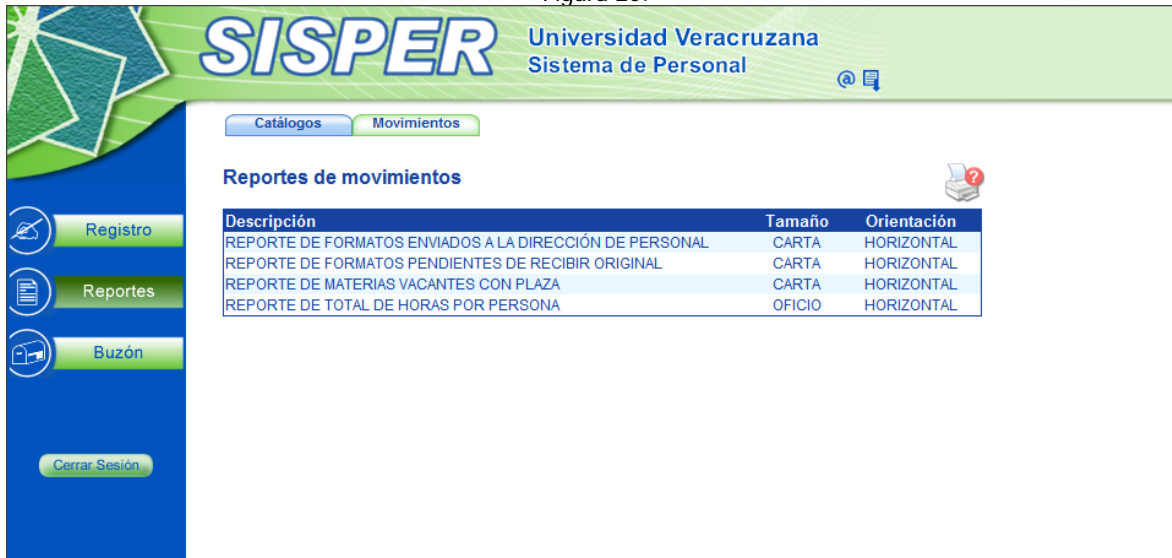 SISPER
Universidad Veracruzana
Sistema de Personal
@
Catálogos Movimientos
Reportes de movimientos
?
Descripción Tamaño Orientación
REPORTE DE FORMATOS ENVIADOS A LA DIRECCIÓN DE PERSONAL CARTA HORIZONTAL
REPORTE DE FORMATOS PENDIENTES DE RECIBIR ORIGINAL CARTA HORIZONTAL
REPORTE DE MATERIAS VACANTES CON PLAZA CARTA HORIZONTAL
REPORTE DE TOTAL DE HORAS POR PERSONA OFICIO HORIZONTAL
Registro
Reportes
Buzón
Cerrar Sesión